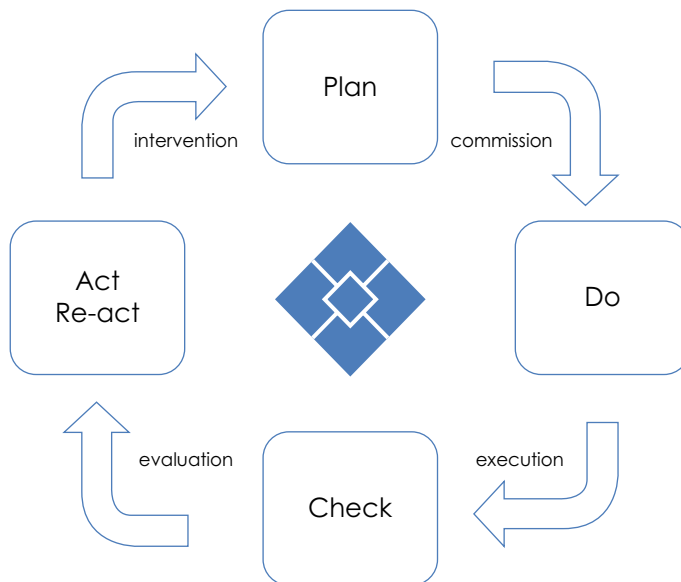 Plan
intervention
commission
Act
Re-act
Do
evaluation
execution
Check